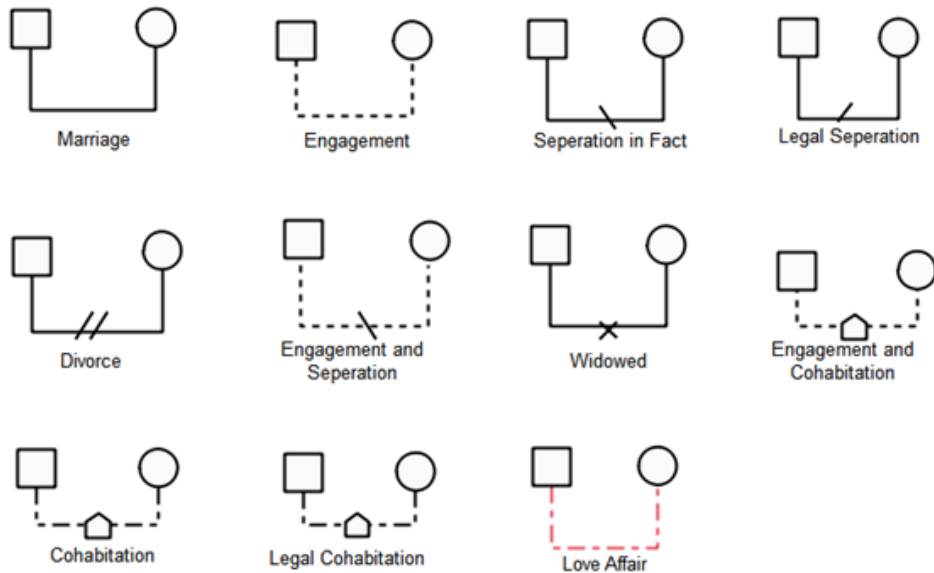 Marriage
Engagement
Seperation in Fact
Legal Seperation
Divorce
Engagement and
Seperation
Widowed
Engagement and
Cohabitation
Cohabitation
Legal Cohabitation
Love Affair